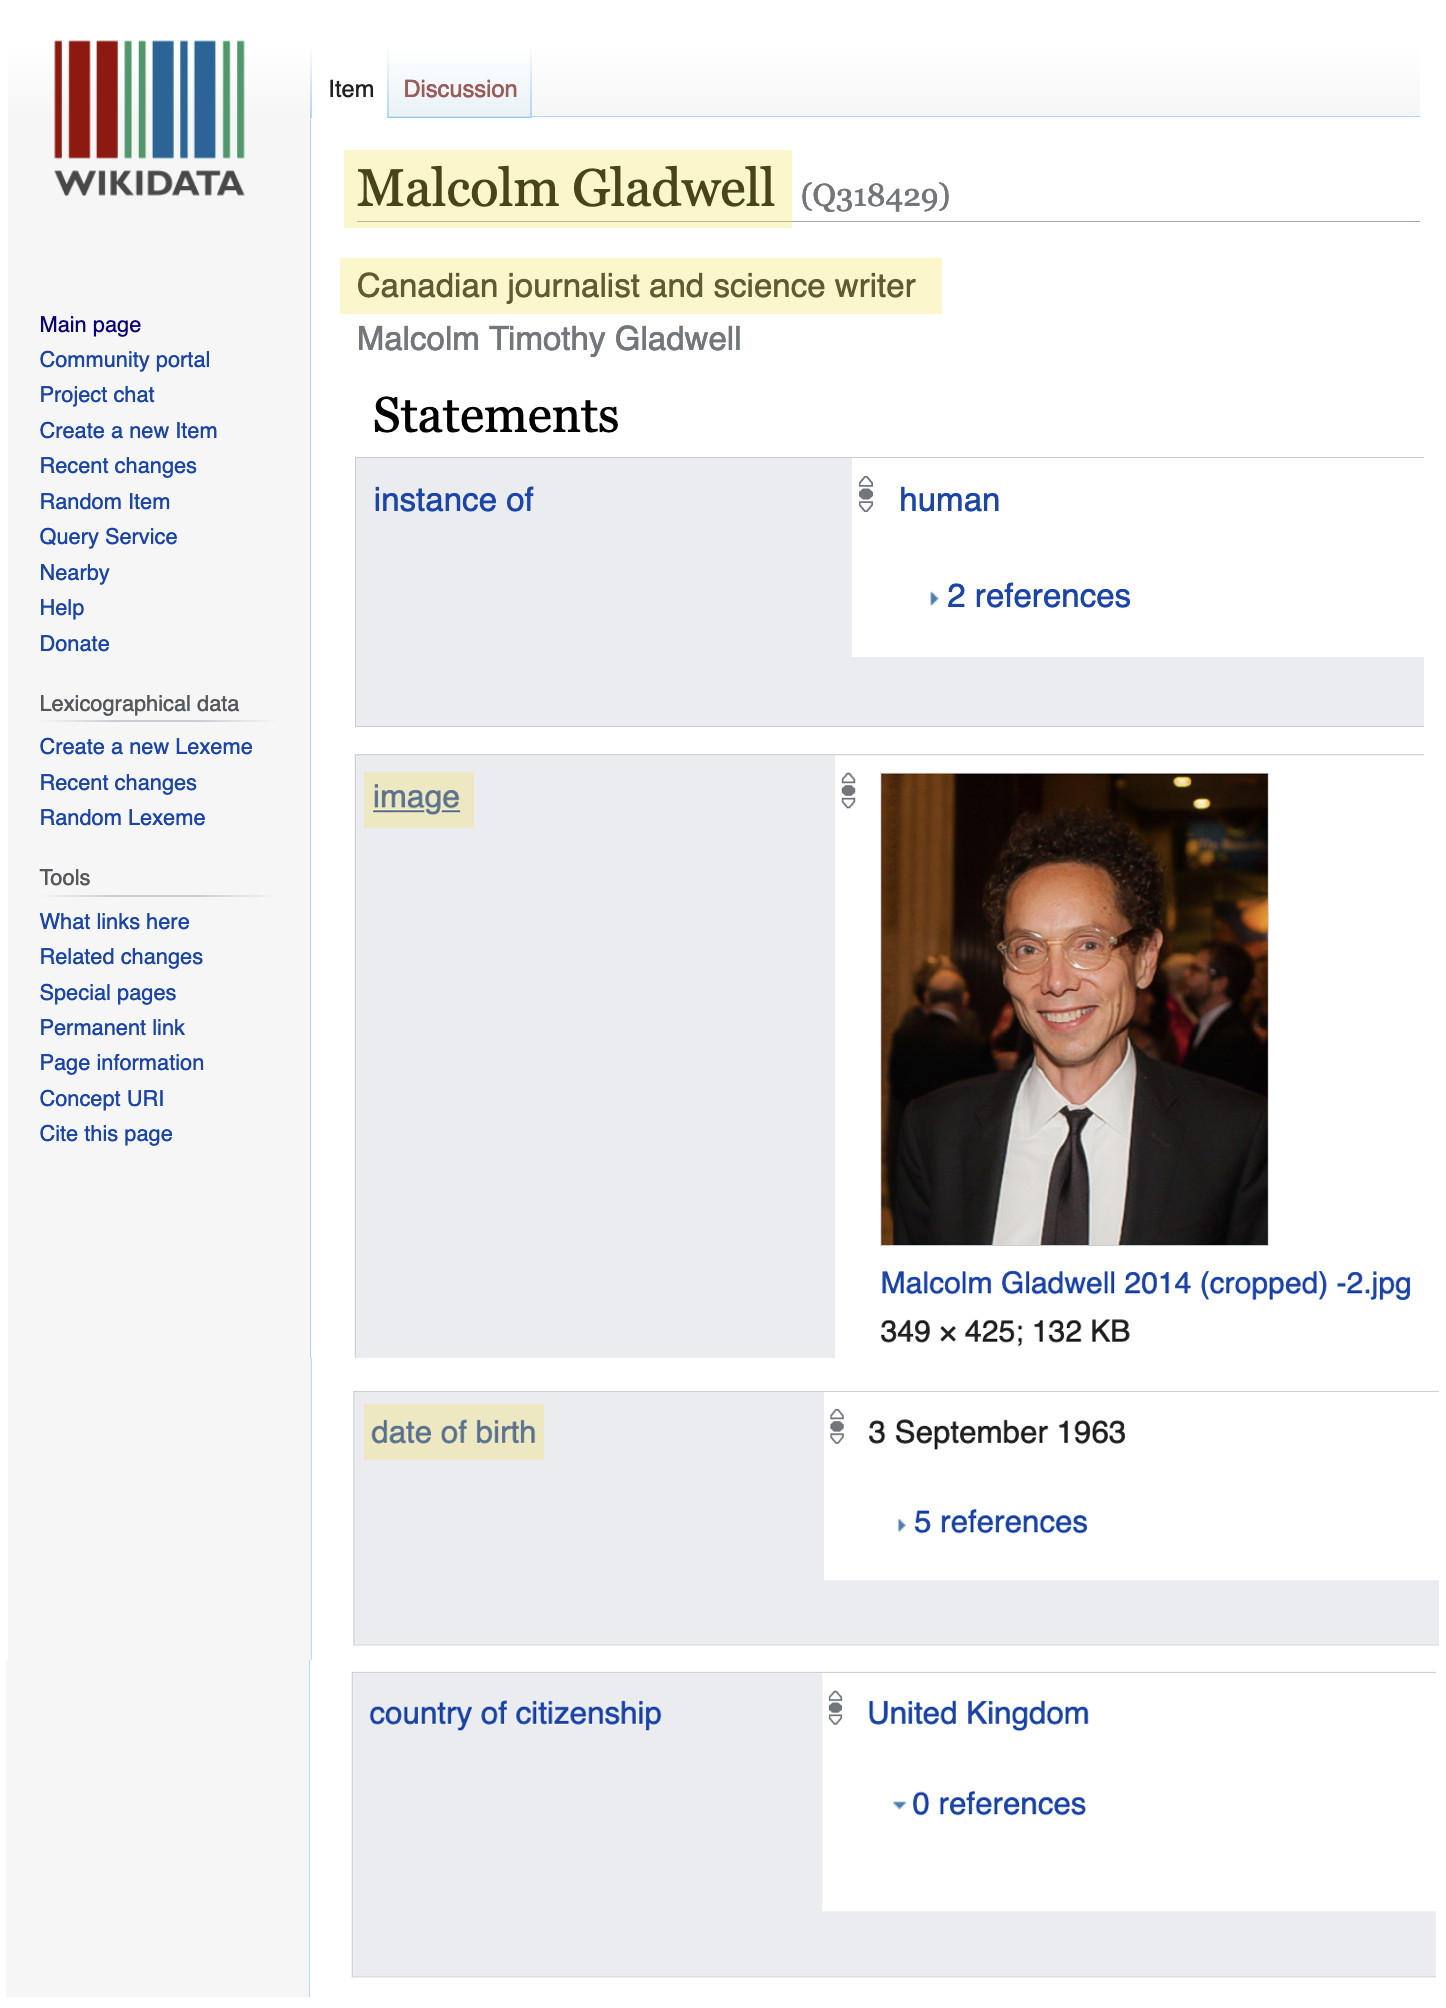 WIKIDATA
Item
Discussion
Malcolm Gladwell (Q318429)
Canadian journalist and science writer
Malcolm Timothy Gladwell
Main page
Community portal
Project chat
Create a new Item
Recent changes
Random Item
Query Service
Nearby
Help
Donate
Lexicographical data
Create a new Lexeme
Recent changes
Random Lexeme
Tools
What links here
Related changes
Special pages
Permanent link
Page information
Concept URI
Cite this page
Statements
instance of
human
2 references
image
Malcolm Gladwell 2014 (cropped) -2.jpg
349 × 425; 132 KB
date of birth
3 September 1963
5 references
country of citizenship
United Kingdom
0 references